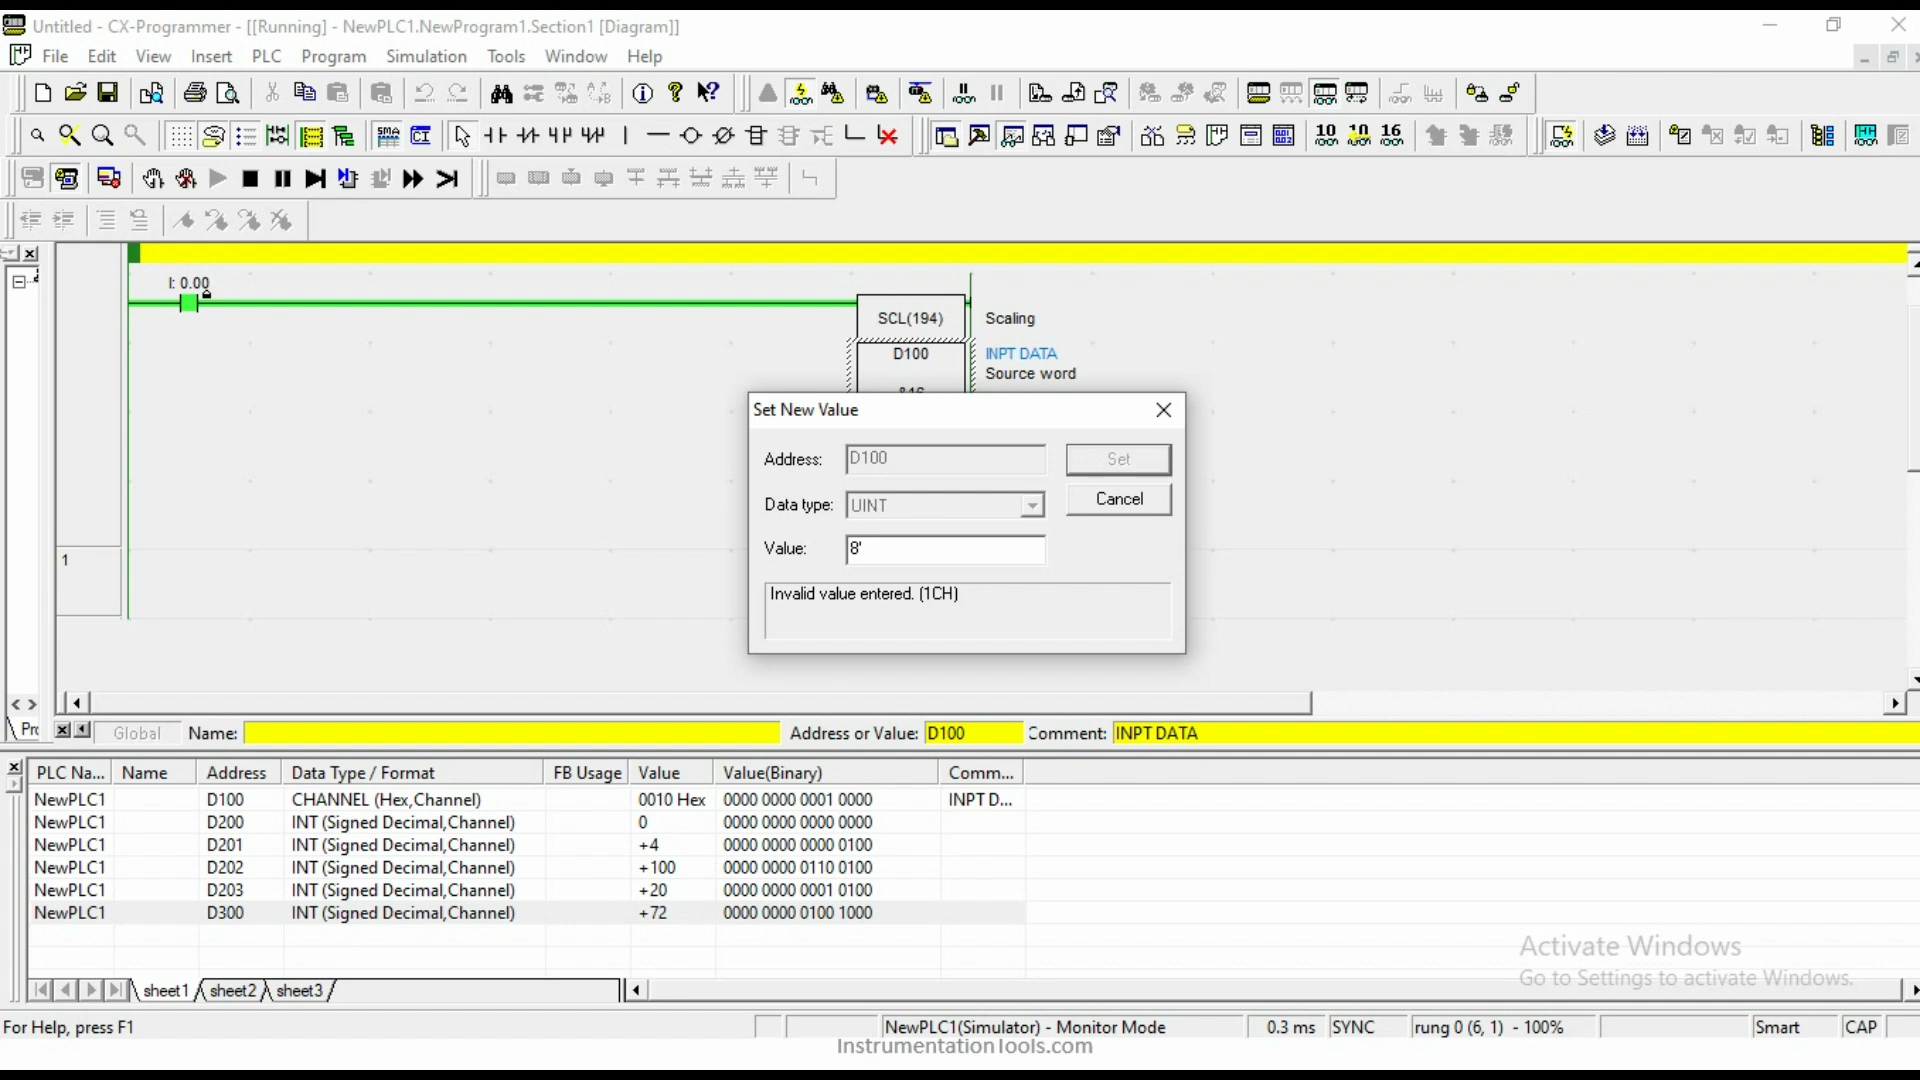 Untitled - CX-Programmer - [[Running] - NewPLC1.NewProgram1.Section1 [Diagram]]
File Edit View Insert PLC Program Simulation Tools Window Help
SMA CI 10 10 16
I: 0.00
SCL(194) Scaling
D100 INPT DATA
Source word
Set New Value
Address: D100 Set
Data type: UINT Cancel
Value: 8'
Invalid value entered. (1CH)
1
Global Name: Address or Value: D100 Comment: INPT DATA
PLC Na... Name Address Data Type / Format FB Usage Value Value(Binary) Comm...
NewPLC1 D100 CHANNEL (Hex,Channel) 0010 Hex 0000 0000 0001 0000 INPT D...
NewPLC1 D200 INT (Signed Decimal,Channel) 0 0000 0000 0000 0000
NewPLC1 D201 INT (Signed Decimal,Channel) +4 0000 0000 0000 0100
NewPLC1 D202 INT (Signed Decimal,Channel) +100 0000 0000 0110 0100
NewPLC1 D203 INT (Signed Decimal,Channel) +20 0000 0000 0001 0100
NewPLC1 D300 INT (Signed Decimal,Channel) +72 0000 0000 0100 1000
Activate Windows
Go to Settings to activate Windows.
sheet1 sheet2 sheet3
For Help, press F1 NewPLC1(Simulator) - Monitor Mode 0.3 ms SYNC rung 0 (6, 1) - 100% Smart CAP
InstrumentationTools.com